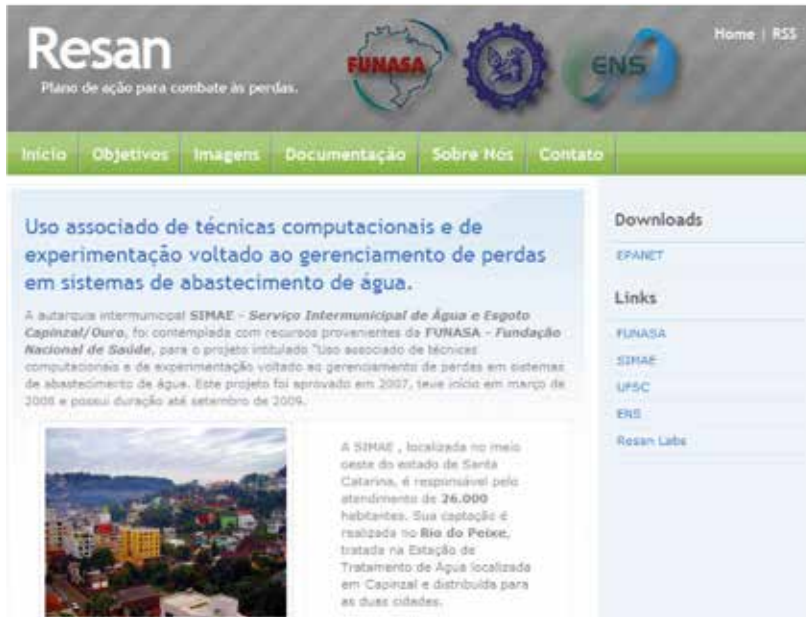 Resan
Plano de ação para combate às perdas.
FUNASA
ENS
Home | RSS
Início Objetivos Imagens Documentação Sobre Nós Contato
Uso associado de técnicas computacionais e de
experimentação voltado ao gerenciamento de perdas
em sistemas de abastecimento de água.
A autarquia intermunicipal SIMAE - Serviço Intermunicipal de Água e Esgoto
Capinzal/Ouro, foi contemplada com recursos provenientes da FUNASA - Fundação
Nacional de Saúde, para o projeto intitulado "Uso associado de técnicas
computacionais e de experimentação voltado ao gerenciamento de perdas em sistemas
de abastecimento de água. Este projeto foi aprovado em 2007, teve início em março de
2008 e possui duração até setembro de 2009.
A SIMAE , localizada no meio
oeste do estado de Santa
Catarina, é responsável pelo
atendimento de 26.000
habitantes. Sua captação é
realizada no Rio do Peixe,
tratada na Estação de
Tratamento de Água localizada
em Capinzal e distribuída para
as duas cidades.
Downloads
EPANET
Links
FUNASA
SIMAE
UFSC
ENS
Resan Labs